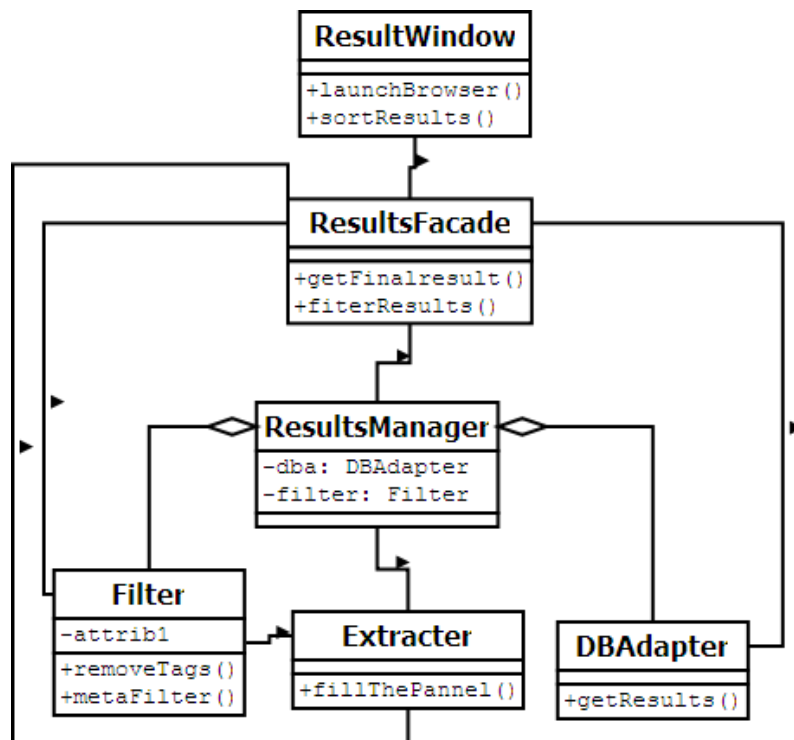 ResultWindow
+launchBrowser()
+sortResults()
ResultsFacade
+getFinalresult()
+fiterResults()
ResultsManager
-dba: DBAdapter
-filter: Filter
Filter
-attrib1
+removeTags()
+metaFilter()
Extracter
+fillThePannel()
DBAdapter
+getResults()